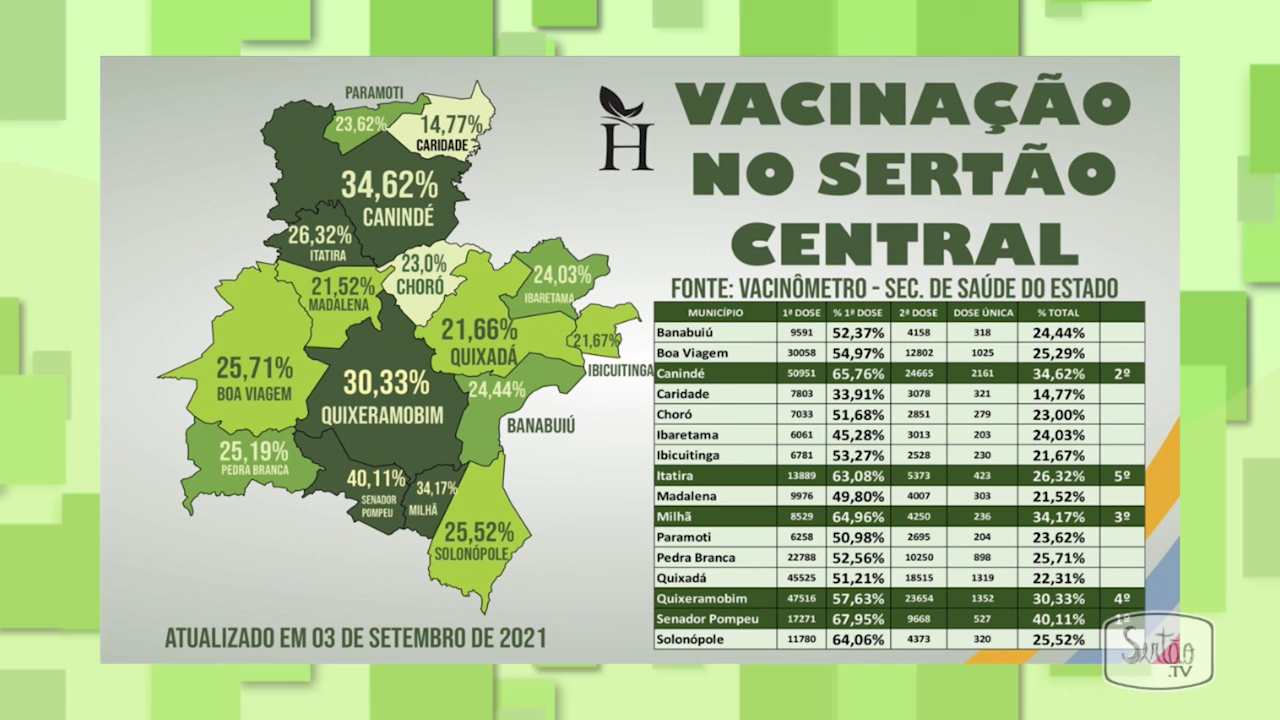 VACINAÇÃO
NO SERTÃO
CENTRAL
FONTE: VACINÔMETRO - SEC. DE SAÚDE DO ESTADO
H
PARAMOTI
23,62%
14,77%
CARIDADE
34,62%
CANINDÉ
26,32%
ITATIRA
23,0%
CHORÓ
21,52%
MADALENA
24,03%
IBARETAMA
21,66%
QUIXADÁ
21,67%
IBICUITINGA
25,71%
BOA VIAGEM
30,33%
QUIXERAMOBIM
24,44%
BANABUIÚ
25,19%
PEDRA BRANCA
40,11%
SENADOR
POMPEU
34,17%
MILHÃ
25,52%
SOLONÓPOLE
ATUALIZADO EM 03 DE SETEMBRO DE 2021
MUNICÍPIO 1ª DOSE % 1ª DOSE 2ª DOSE DOSE ÚNICA % TOTAL
Banabuiú 9591 52,37% 4158 318 24,44%
Boa Viagem 30058 54,97% 12802 1025 25,29%
Canindé 50951 65,76% 24665 2161 34,62% 2º
Caridade 7803 33,91% 3078 321 14,77%
Choró 7033 51,68% 2851 279 23,00%
Ibaretama 6061 45,28% 3013 203 24,03%
Ibicuitinga 6781 53,27% 2528 230 21,67%
Itatira 13889 63,08% 5373 423 26,32% 5º
Madalena 9976 49,80% 4007 303 21,52%
Milhã 8529 64,96% 4250 236 34,17% 3º
Paramoti 6258 50,98% 2695 204 23,62%
Pedra Branca 22788 52,56% 10250 898 25,71%
Quixadá 45525 51,21% 18515 1319 22,31%
Quixeramobim 47516 57,63% 23654 1352 30,33% 4º
Senador Pompeu 17271 67,95% 9668 527 40,11% 1º
Solonópole 11780 64,06% 4373 320 25,52%
Sertão
.TV